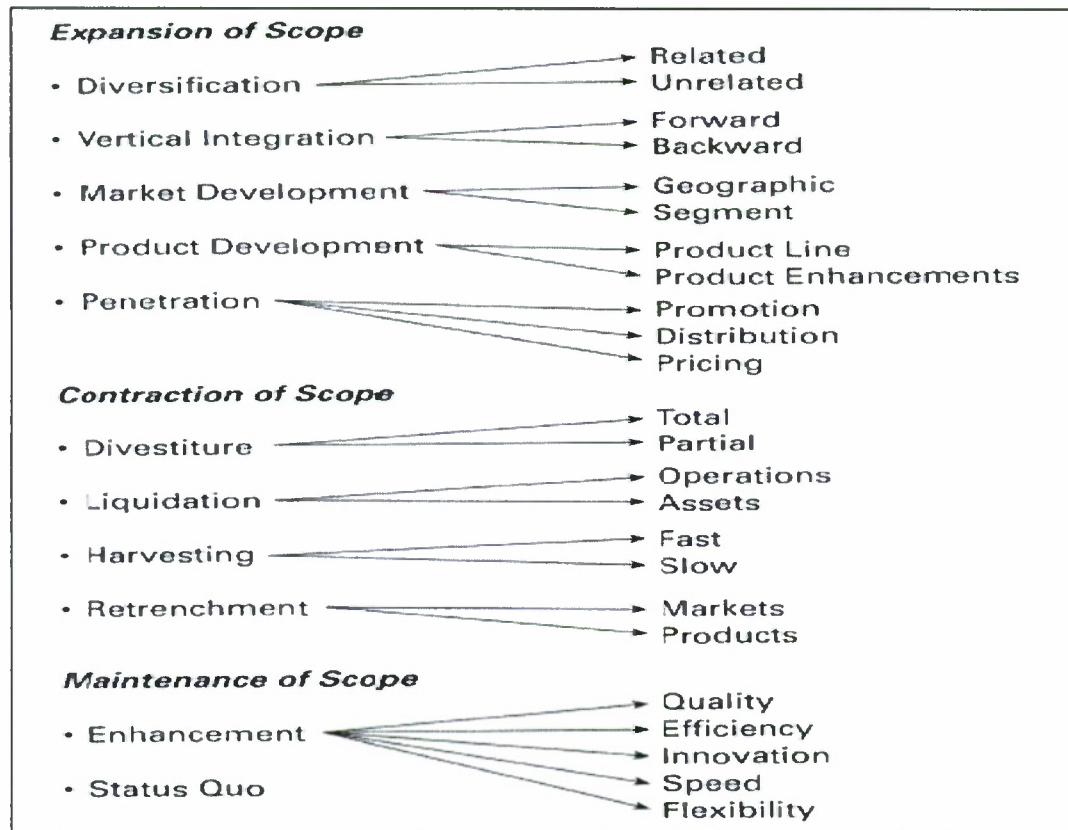 Expansion of Scope
• Diversification
Related
Unrelated
• Vertical Integration
Forward
Backward
• Market Development
Geographic
Segment
• Product Development
Product Line
Product Enhancements
• Penetration
Promotion
Distribution
Pricing
Contraction of Scope
• Divestiture
Total
Partial
• Liquidation
Operations
Assets
• Harvesting
Fast
Slow
• Retrenchment
Markets
Products
Maintenance of Scope
• Enhancement
Quality
Efficiency
Innovation
Speed
Flexibility
• Status Quo